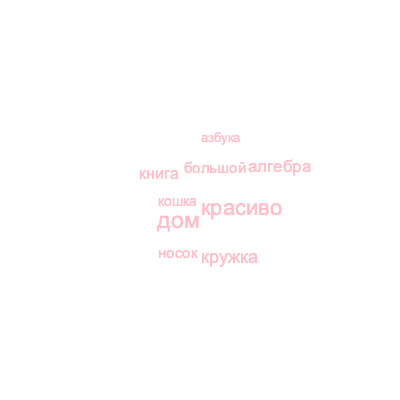 азбука
книга большой алгебра
кошка красиво
дом
носок кружка